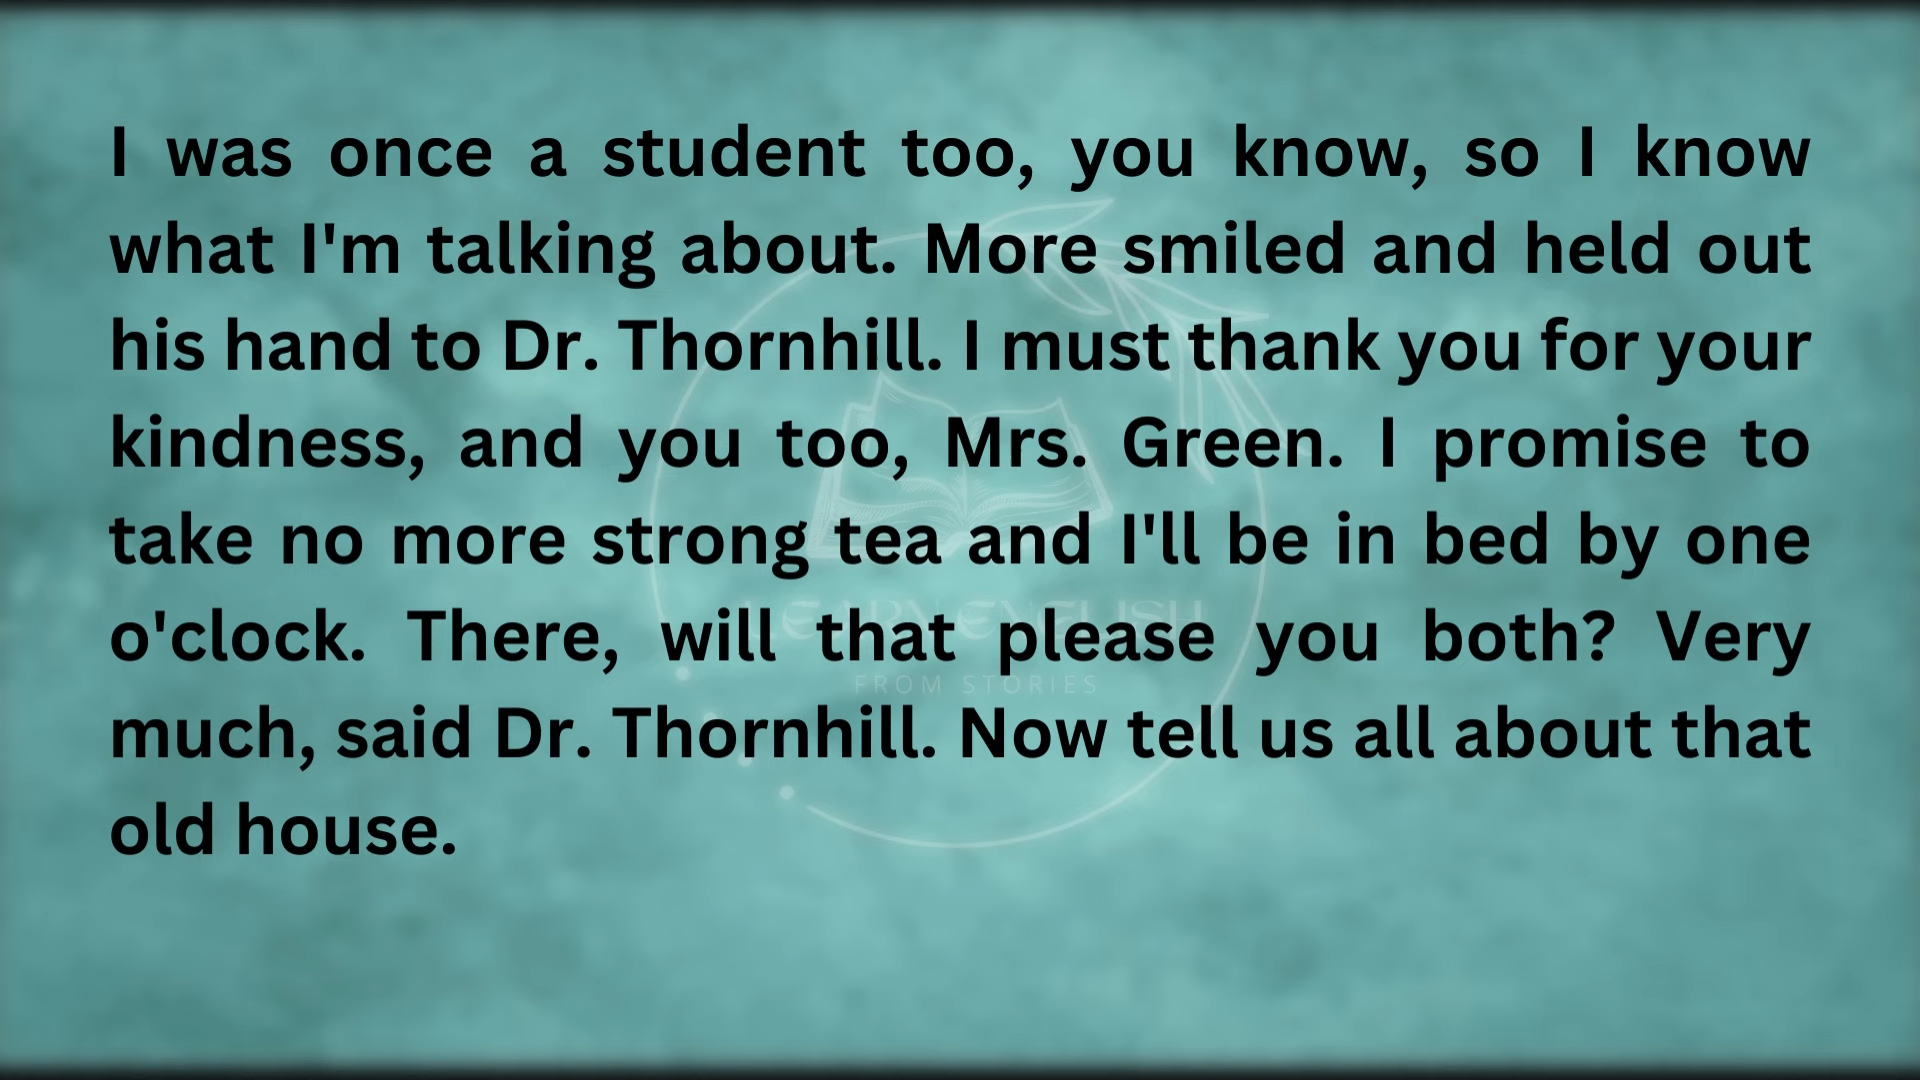 I was once a student too, you know, so I know
what I'm talking about. More smiled and held out
his hand to Dr. Thornhill. I must thank you for your
kindness, and you too, Mrs. Green. I promise to
take no more strong tea and I'll be in bed by one
o'clock. There, will that please you both? Very
much, said Dr. Thornhill. Now tell us all about that
old house.
LEARN ENGLISH
FROM STORIES